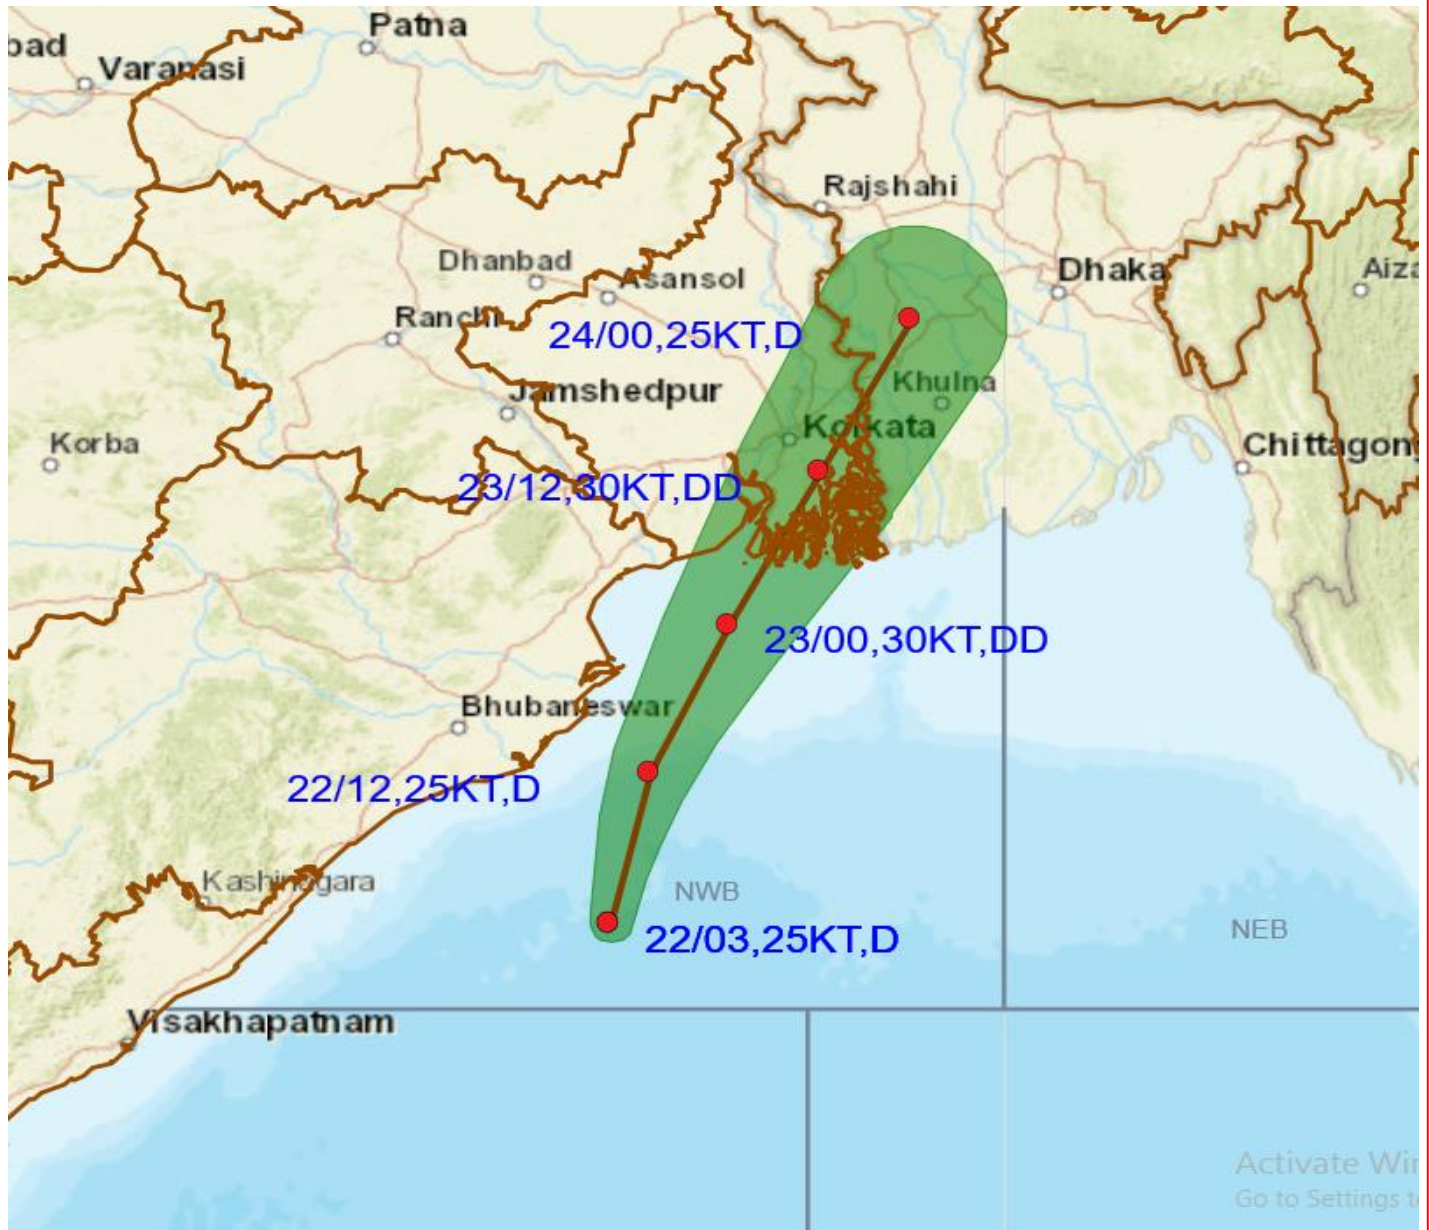 Patna
bad
Varanasi
Rajshahi
Dhanbad
Asansol
Dhaka
Aiza
Ranchi
24/00,25KT,D
Khulna
Jamshedpur
Kolkata
Korba
Chittagong
23/12,30KT,DD
23/00,30KT,DD
Bhubaneswar
22/12,25KT,D
Kashinagara
NWB
NEB
22/03,25KT,D
Visakhapatnam
Activate Wi
Go to Settings t